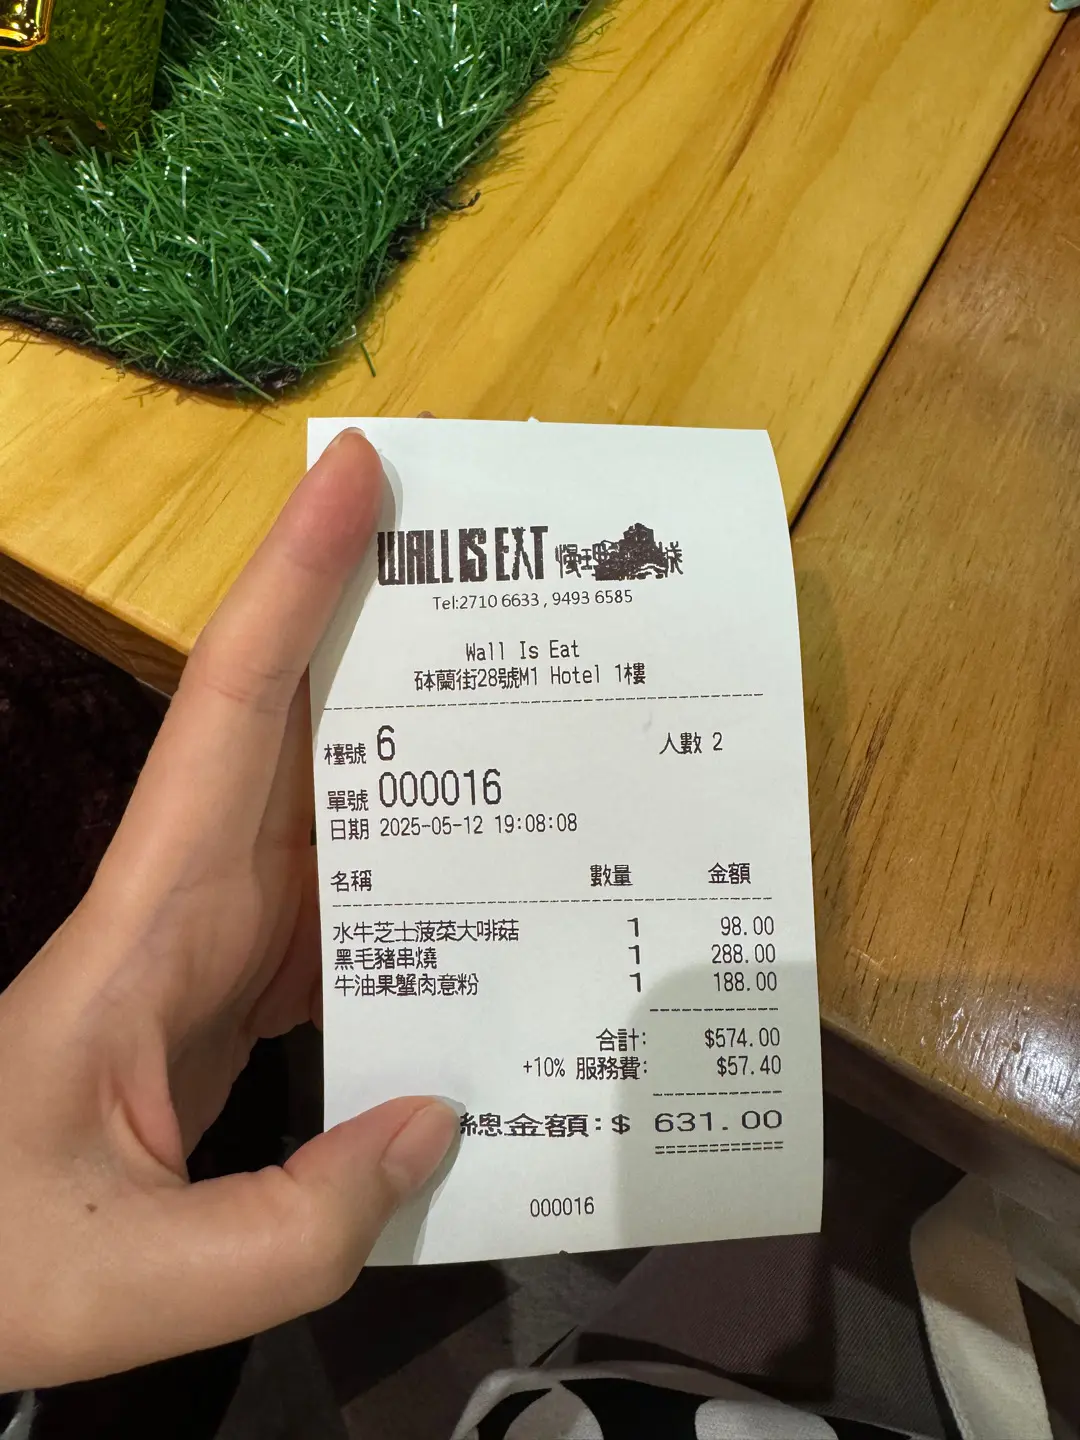 WALL IS EAT 慢理
Tel:2710 6633 , 9493 6585
Wall Is Eat
砵蘭街28號M1 Hotel 1樓
檯號 6 人數 2
單號 000016
日期 2025-05-12 19:08:08
名稱 數量 金額
水牛芝士菠菜大啡菇 1 98.00
黑毛豬串燒 1 288.00
牛油果蟹肉意粉 1 188.00
合計: $574.00
+10% 服務費: $57.40
總金額:$ 631.00
000016